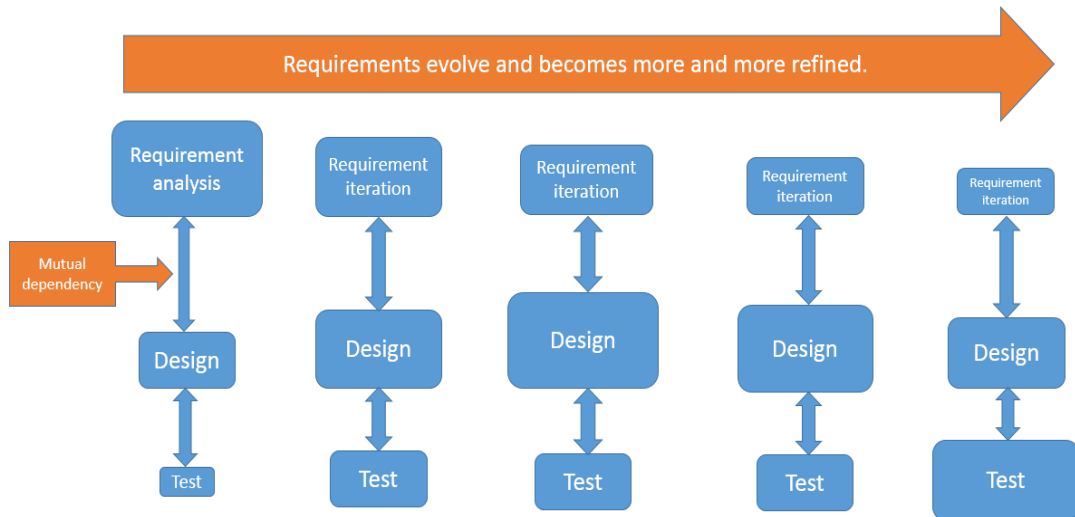 Requirements evolve and becomes more and more refined.
Requirement
analysis
Requirement
iteration
Requirement
iteration
Requirement
iteration
Requirement
iteration
Mutual
dependency
Design
Design
Design
Design
Design
Test
Test
Test
Test
Test